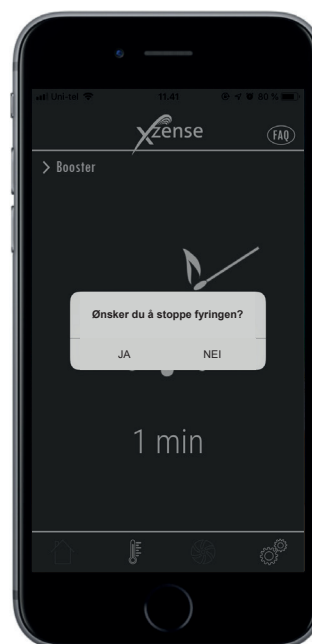 Uni-tel 11.41 80 %
xzense FAQ
> Booster
Ønsker du å stoppe fyringen?
JA NEI
1 min